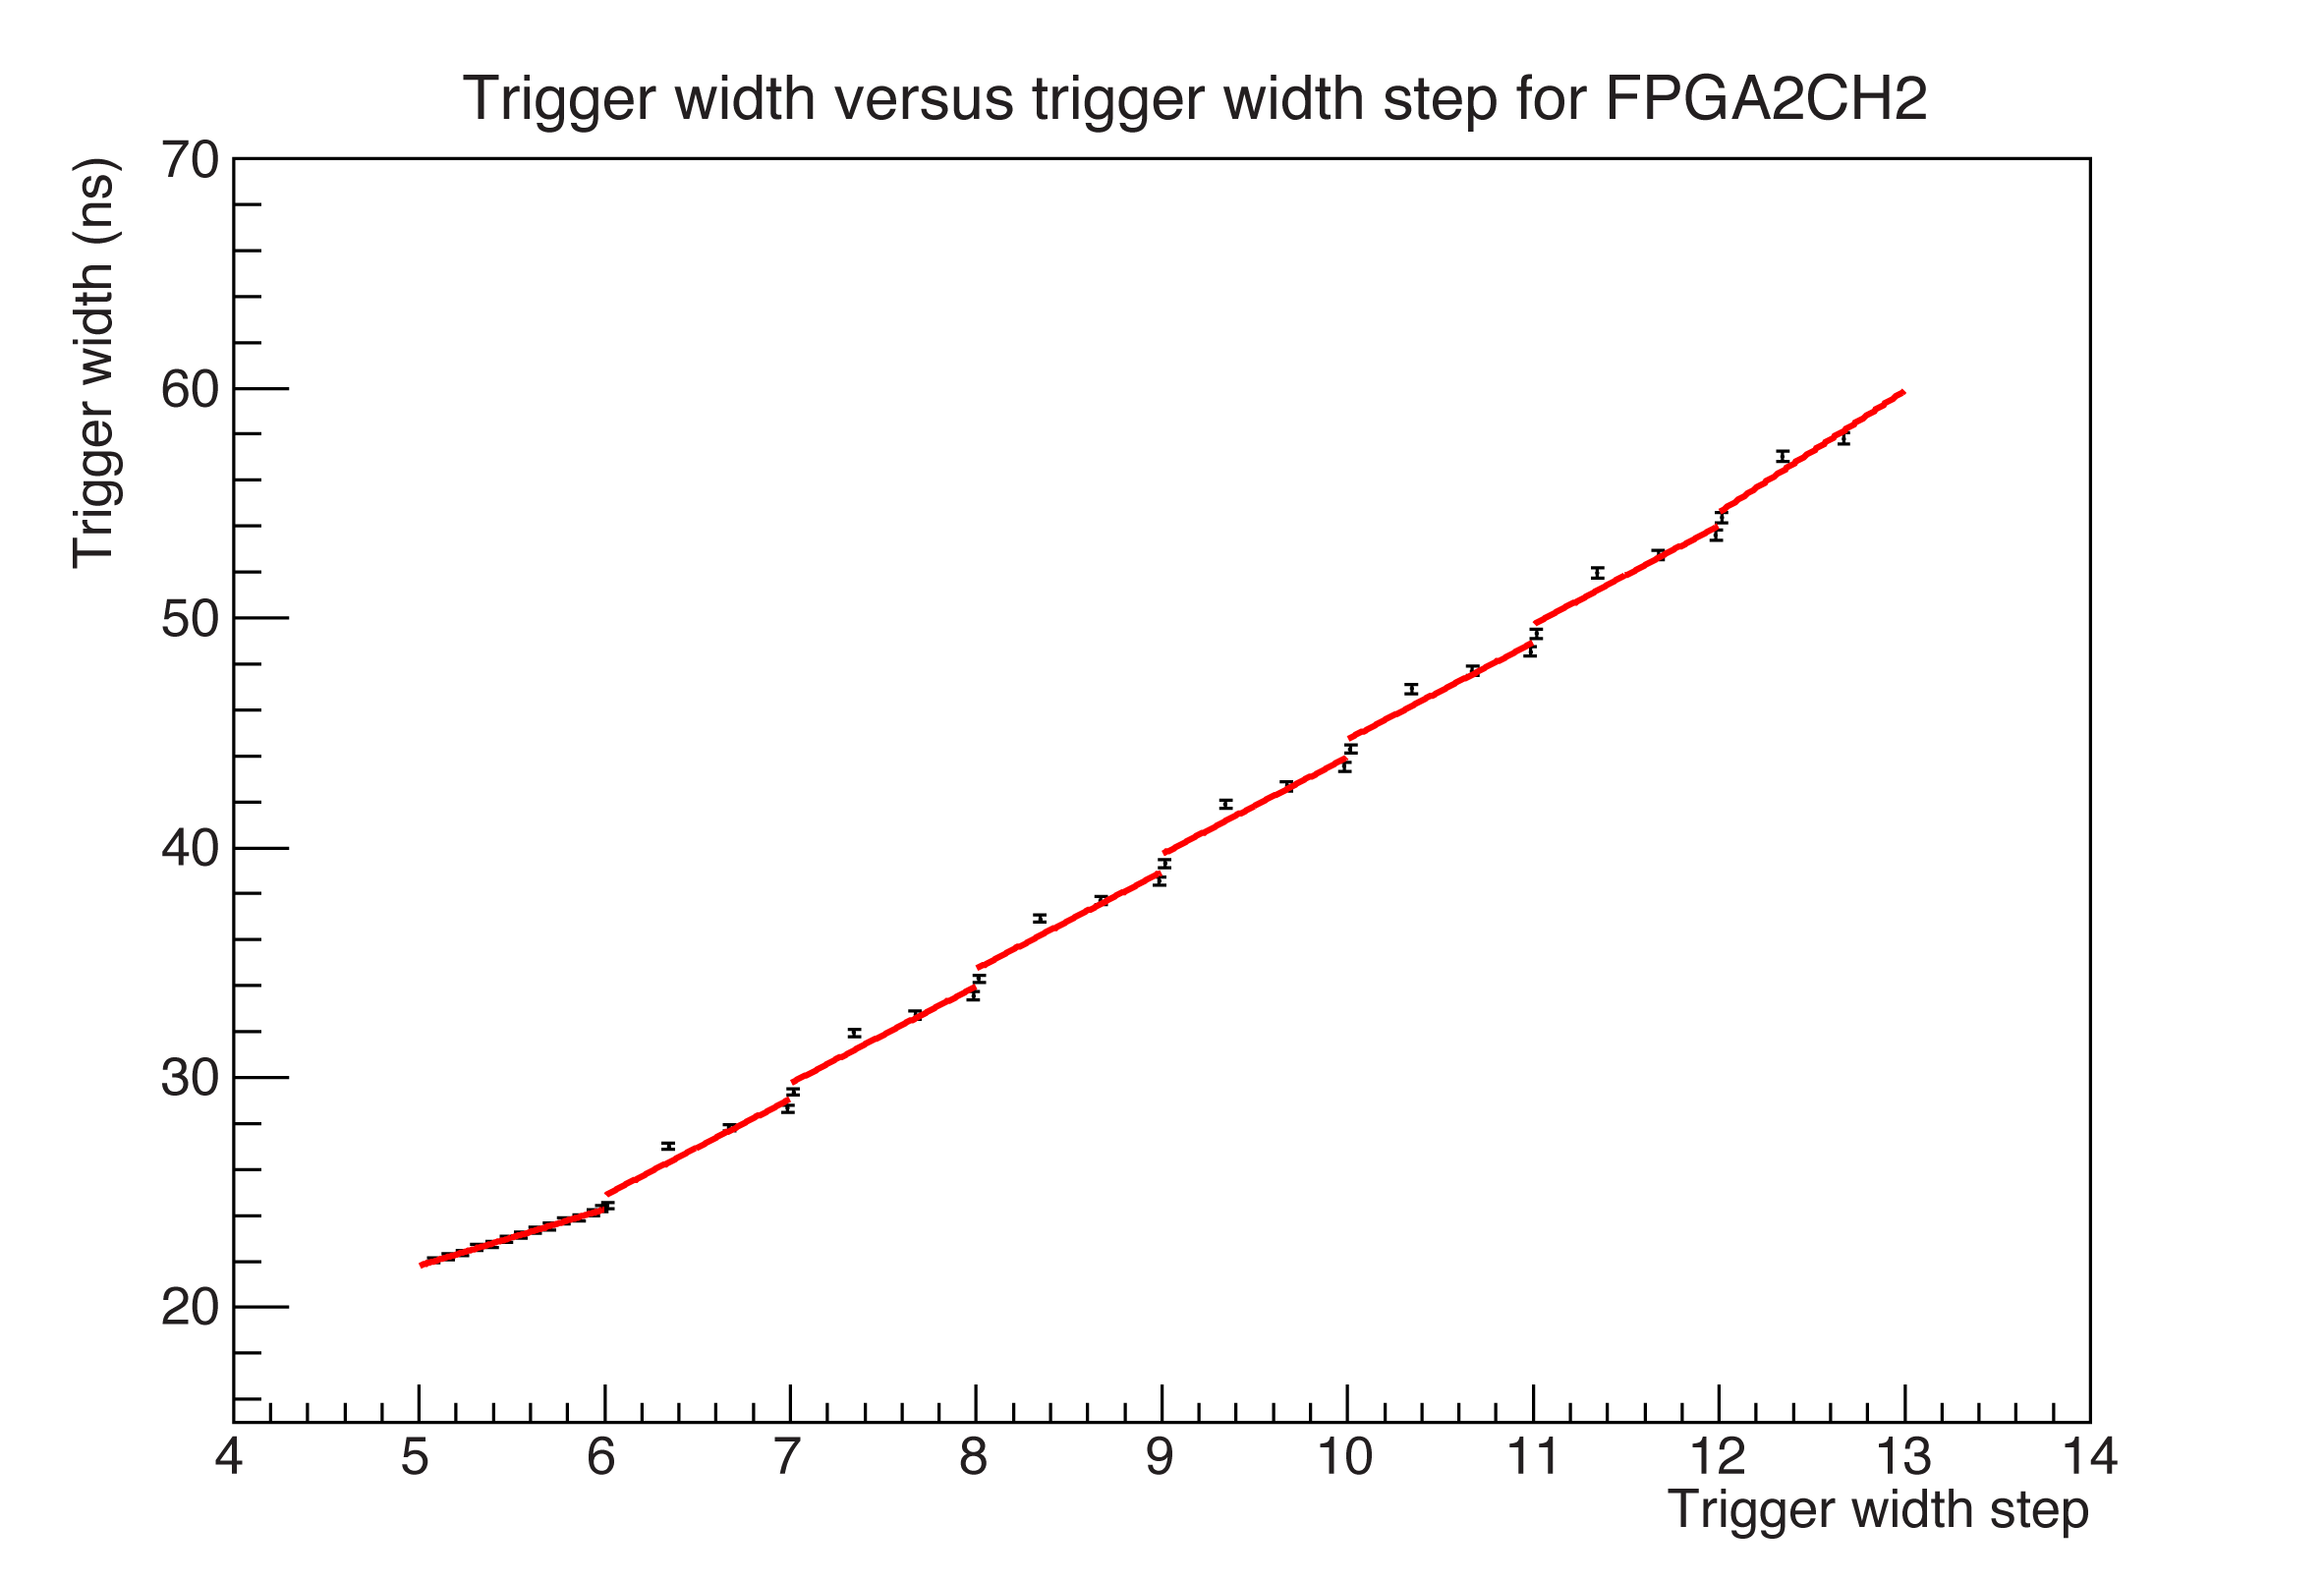 Trigger width versus trigger width step for FPGA2CH2
Trigger width (ns)
70
60
50
40
30
20
4 5 6 7 8 9 10 11 12 13 14
Trigger width step